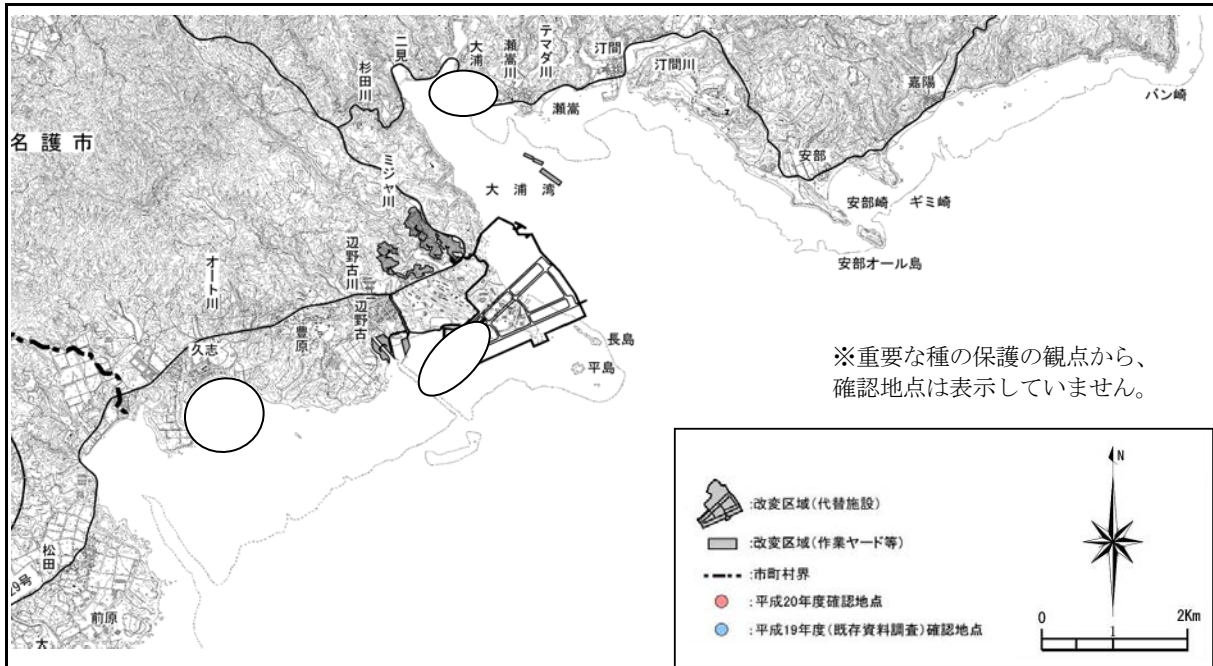 二見
大浦
瀬嵩川
テマダ川
汀間
杉田川
汀間川
嘉陽
バン崎
瀬嵩
名護市
ミジャ川
安部
大浦湾
安部崎
ギミ崎
安部オール島
辺野古川
オート川
辺野古
豊原
久志
長島
平島
※重要な種の保護の観点から、
確認地点は表示していません。
:改変区域(代替施設)
:改変区域(作業ヤード等)
:市町村界
:平成20年度確認地点
:平成19年度(既存資料調査)確認地点
N
0
1
2Km
松田
29号
前原